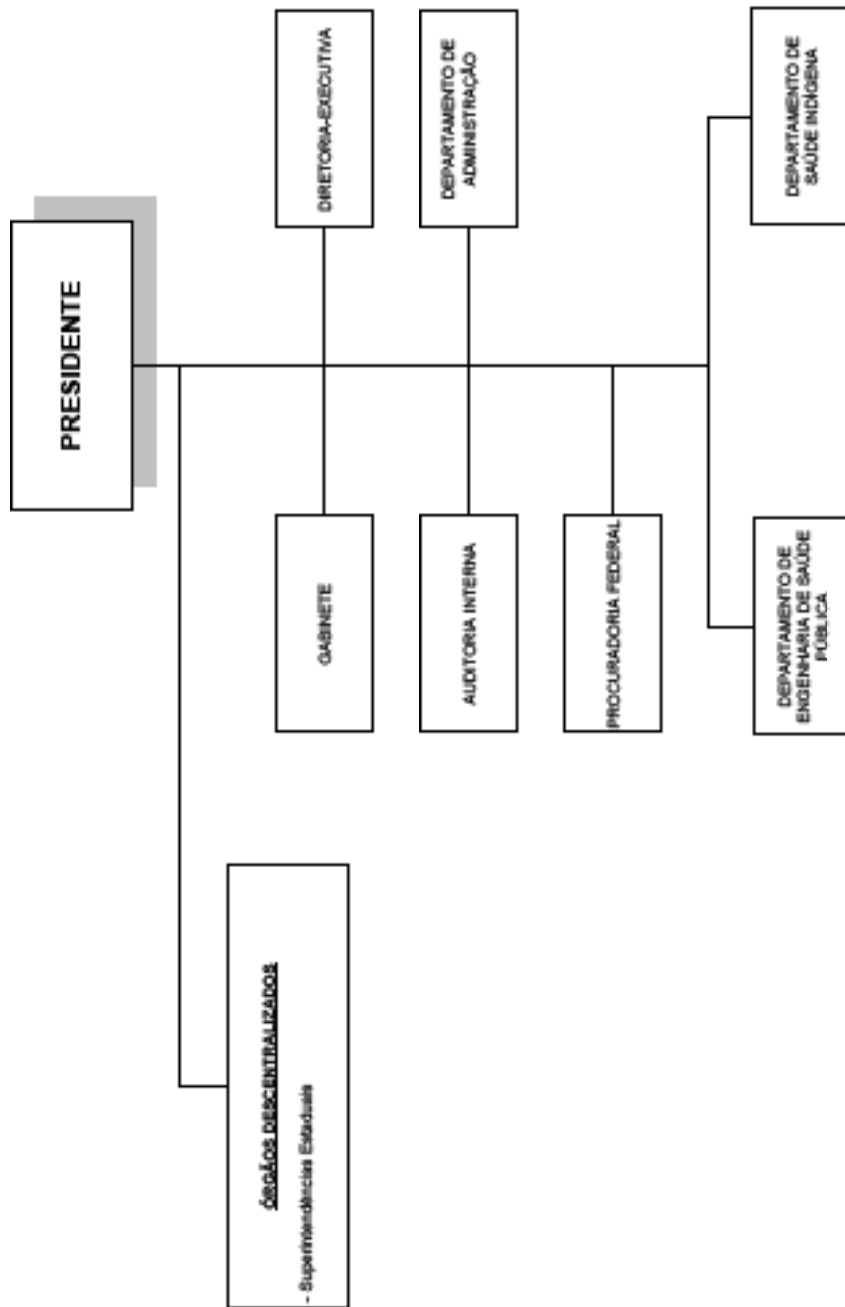 PRESIDENTE
DIRETORIA-EXECUTIVA
GABINETE
DEPARTAMENTO DE
ADMINISTRAÇÃO
AUDITORIA INTERNA
PROCURADORIA FEDERAL
DEPARTAMENTO DE
SAÚDE INDÍGENA
DEPARTAMENTO DE
ENGENHARIA DE SAÚDE
PÚBLICA
ÓRGÃOS DESCENTRALIZADOS
- Superintendências Estaduais